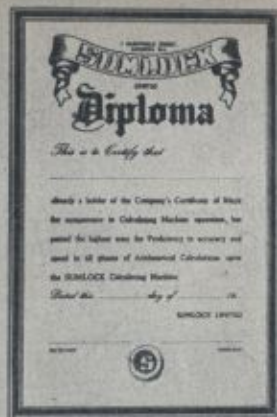 SUMLOCK
LIMITED
Diploma
This is to Certify that
already a holder of the Company's Certificate of Merit
for competence in Calculating Machine operation, has
passed the highest tests for Proficiency in accuracy and
speed in all phases of Arithmetical Calculations upon
the SUMLOCK Calculating Machine
Dated this day of 19
SUMLOCK LIMITED
S